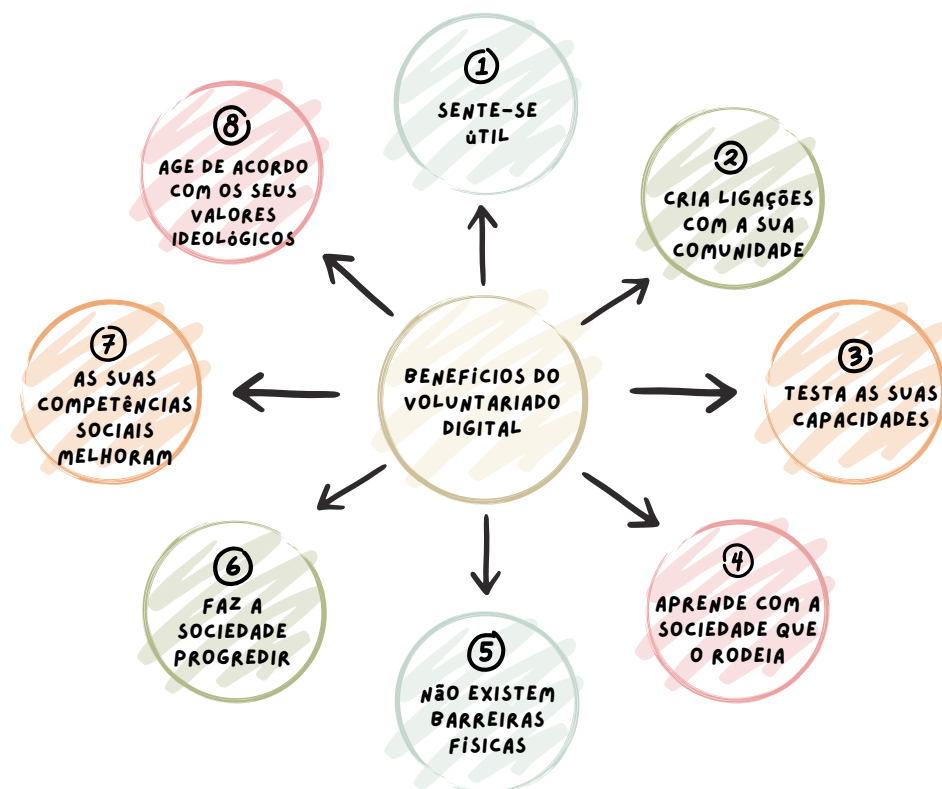 1
SENTE-SE
ÚTIL
2
CRIA LIGAÇÕES
COM A SUA
COMUNIDADE
3
TESTA AS SUAS
CAPACIDADES
4
APRENDE COM A
SOCIEDADE QUE
O RODEIA
5
NÃO EXISTEM
BARREIRAS
FÍSICAS
6
FAZ A
SOCIEDADE
PROGREDIR
7
AS SUAS
COMPETÊNCIAS
SOCIAIS
MELHORAM
8
AGE DE ACORDO
COM OS SEUS
VALORES
IDEOLÓGICOS
BENEFÍCIOS DO
VOLUNTARIADO
DIGITAL